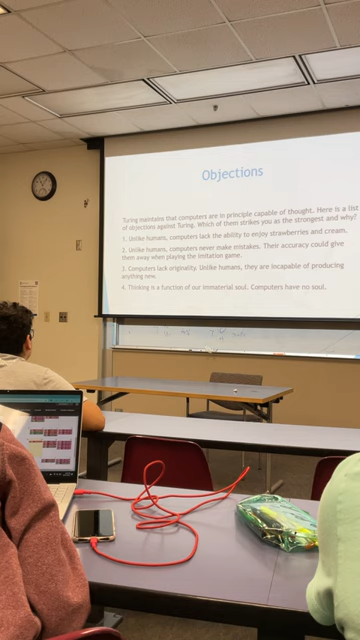 Objections
Turing maintains that computers are in principle capable of thought. Here is a list
of objections against Turing. Which of them strikes you as the strongest and why?
1. Unlike humans, computers lack the ability to enjoy strawberries and cream.
2. Unlike humans, computers never make mistakes. Their accuracy could give
them away when playing the imitation game.
3. Computers lack originality. Unlike humans, they are incapable of producing
anything new.
4. Thinking is a function of our immaterial soul. Computers have no soul.